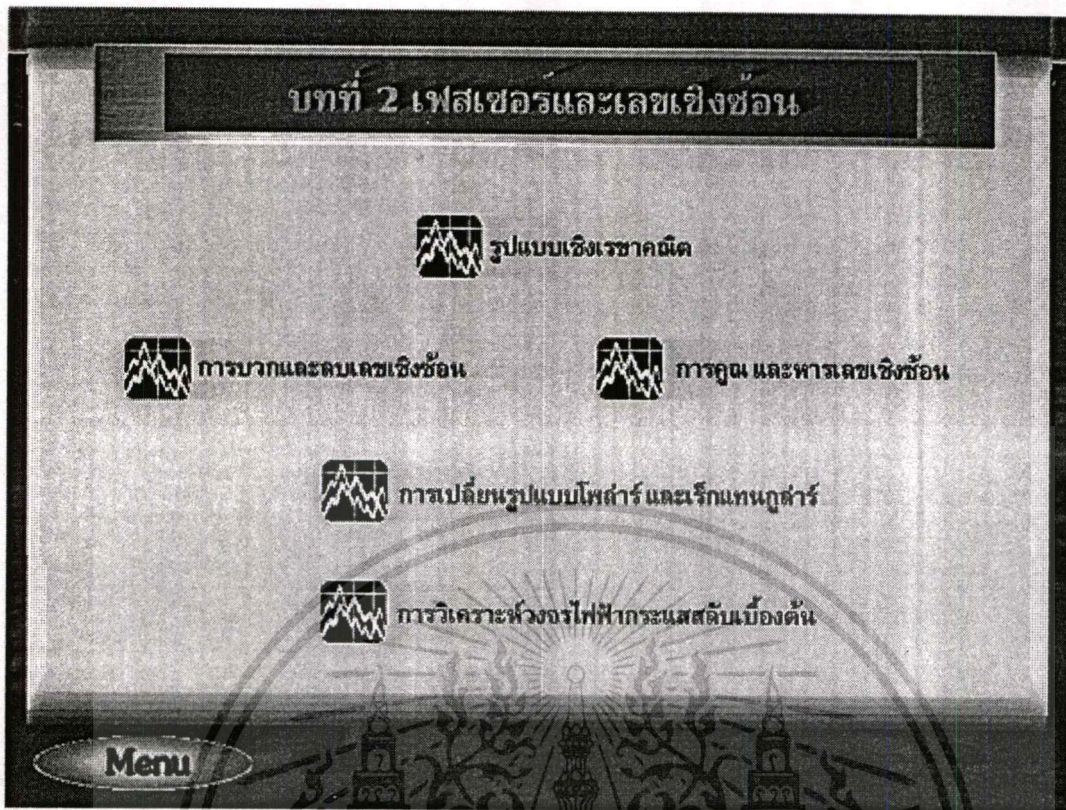 บทที่ 2 เฟสเซอร์และเลขเชิงซ้อน
รูปแบบเชิงเรขาคณิต
การบวกและลบเลขเชิงซ้อน
การคูณ และหารเลขเชิงซ้อน
การเปลี่ยนรูปแบบโพล่าร์ และเร็กแทนกูล่าร์
การวิเคราะห์วงจรไฟฟ้ากระแสสลับเบื้องต้น
Menu